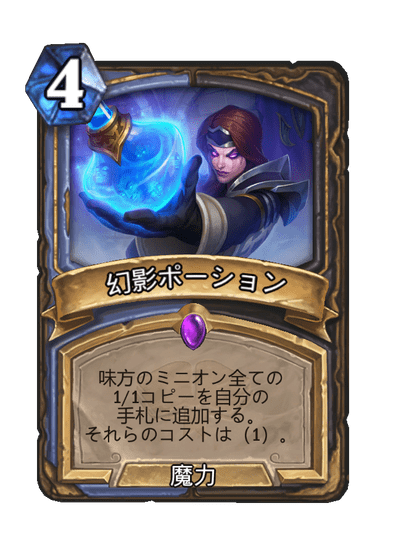 4
幻影ポーション
味方のミニオン全ての
1/1コピーを自分の
手札に追加する。
それらのコストは（1）。
魔力